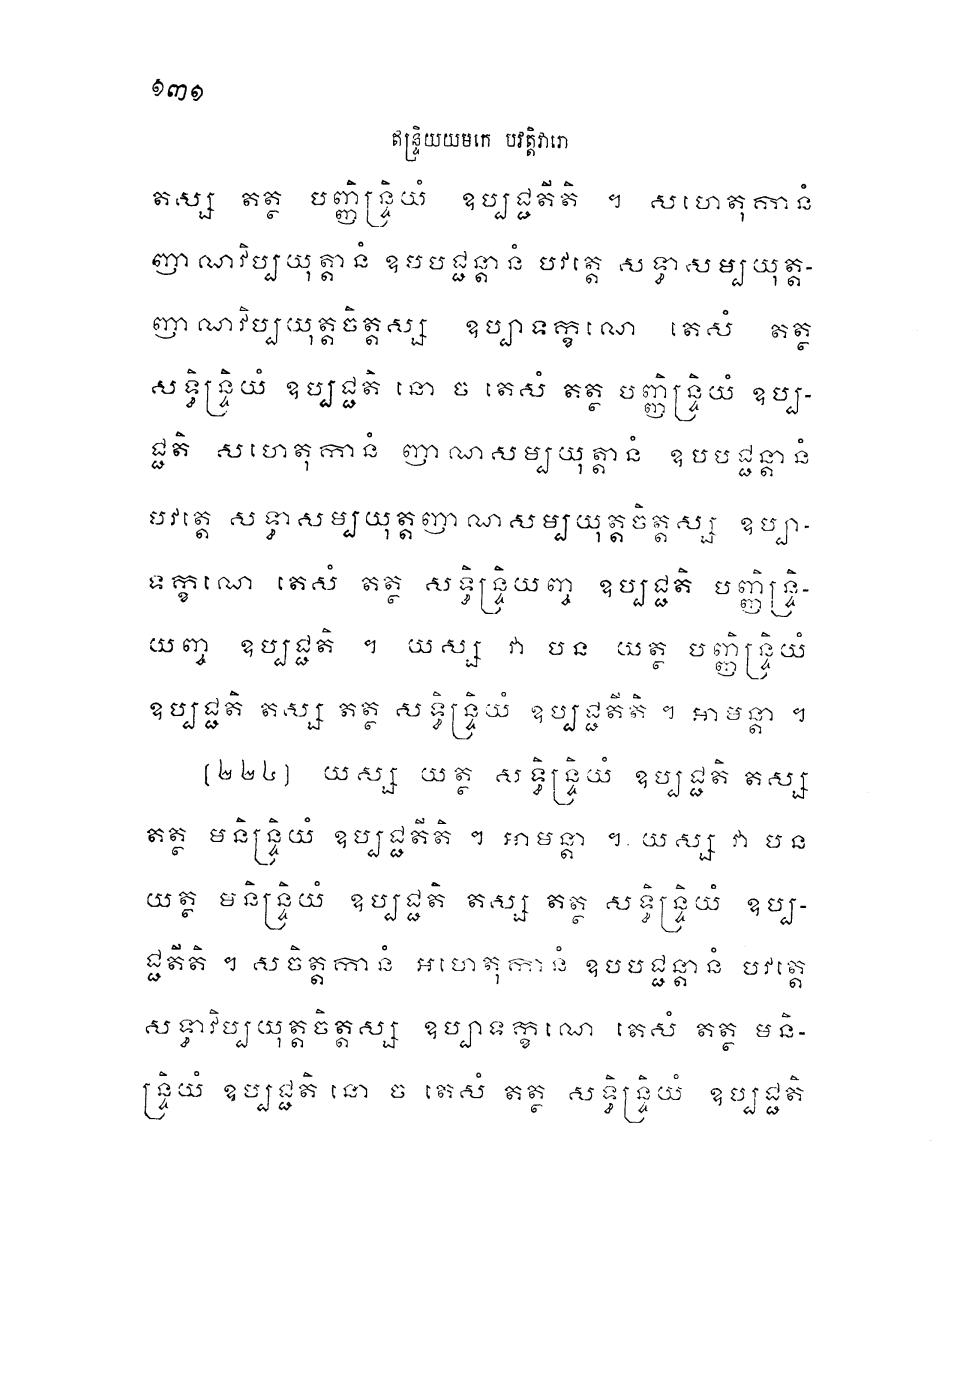 ១៣១
ឥន្ទ្រិយយមកេ បវត្តិវារោ
តស្ស តត្ថ បញ្ញិន្ទ្រិយំ ឧប្បជ្ជតីតិ ។ សហេតុកានំ
ញាណវិប្បយុត្តានំ ឧបបជ្ជន្តានំ បវត្តេ សទ្ធាសម្បយុត្ត-
ញាណវិប្បយុត្តចិត្តស្ស ឧប្បាទក្ខណេ តេសំ តត្ថ
សទ្ធិន្ទ្រិយំ ឧប្បជ្ជតិ នោ ច តេសំ តត្ថ បញ្ញិន្ទ្រិយំ ឧប្ប-
ជ្ជតិ សហេតុកានំ ញាណសម្បយុត្តានំ ឧបបជ្ជន្តានំ
បវត្តេ សទ្ធាសម្បយុត្តញាណសម្បយុត្តចិត្តស្ស ឧប្បា-
ទក្ខណេ តេសំ តត្ថ សទ្ធិន្ទ្រិយញ្ច ឧប្បជ្ជតិ បញ្ញិន្ទ្រិ-
យញ្ច ឧប្បជ្ជតិ ។ យស្ស វា បន យត្ថ បញ្ញិន្ទ្រិយំ
ឧប្បជ្ជតិ តស្ស តត្ថ សទ្ធិន្ទ្រិយំ ឧប្បជ្ជតីតិ ។ អាមន្តា ។
(២២៤) យស្ស យត្ថ សទ្ធិន្ទ្រិយំ ឧប្បជ្ជតិ តស្ស
តត្ថ មនិន្ទ្រិយំ ឧប្បជ្ជតីតិ ។ អាមន្តា ។ យស្ស វា បន
យត្ថ មនិន្ទ្រិយំ ឧប្បជ្ជតិ តស្ស តត្ថ សទ្ធិន្ទ្រិយំ ឧប្ប-
ជ្ជតីតិ ។ សចិត្តកានំ អហេតុកានំ ឧបបជ្ជន្តានំ បវត្តេ
សទ្ធាវិប្បយុត្តចិត្តស្ស ឧប្បាទក្ខណេ តេសំ តត្ថ មនិ-
ន្ទ្រិយំ ឧប្បជ្ជតិ នោ ច តេសំ តត្ថ សទ្ធិន្ទ្រិយំ ឧប្បជ្ជតិ